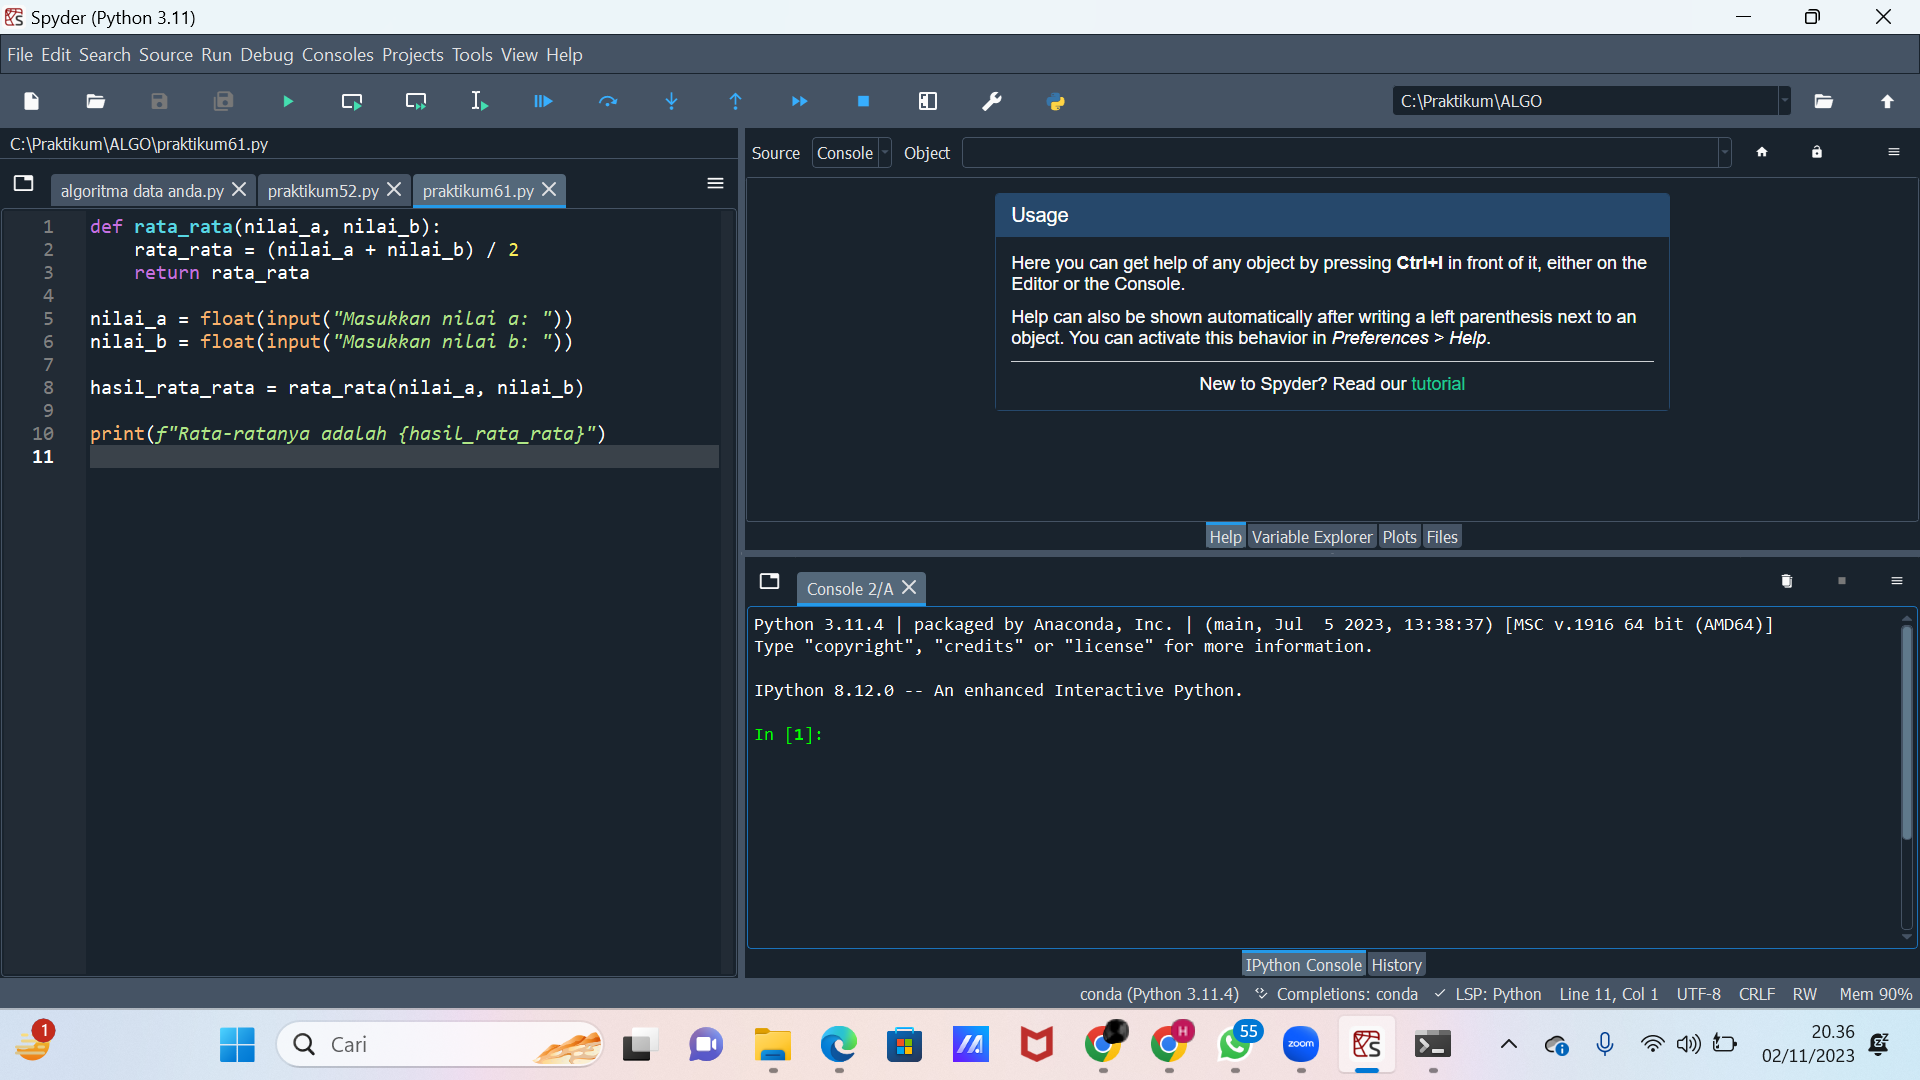 Spyder (Python 3.11)
File Edit Search Source Run Debug Consoles Projects Tools View Help
C:\Praktikum\ALGO
C:\Praktikum\ALGO\praktikum61.py
algoritma data anda.py praktikum52.py praktikum61.py
1 def rata_rata(nilai_a, nilai_b):
2     rata_rata = (nilai_a + nilai_b) / 2
3     return rata_rata
4
5 nilai_a = float(input("Masukkan nilai a: "))
6 nilai_b = float(input("Masukkan nilai b: "))
7
8 hasil_rata_rata = rata_rata(nilai_a, nilai_b)
9
10 print(f"Rata-ratanya adalah {hasil_rata_rata}")
11
Source Console Object
Usage
Here you can get help of any object by pressing Ctrl+I in front of it, either on the
Editor or the Console.
Help can also be shown automatically after writing a left parenthesis next to an
object. You can activate this behavior in Preferences > Help.
New to Spyder? Read our tutorial
Help Variable Explorer Plots Files
Console 2/A
Python 3.11.4 | packaged by Anaconda, Inc. | (main, Jul  5 2023, 13:38:37) [MSC v.1916 64 bit (AMD64)]
Type "copyright", "credits" or "license" for more information.
IPython 8.12.0 -- An enhanced Interactive Python.
In [1]:
IPython Console History
conda (Python 3.11.4) Completions: conda LSP: Python Line 11, Col 1 UTF-8 CRLF RW Mem 90%
1
Cari
H
55
zoom
20.36
02/11/2023